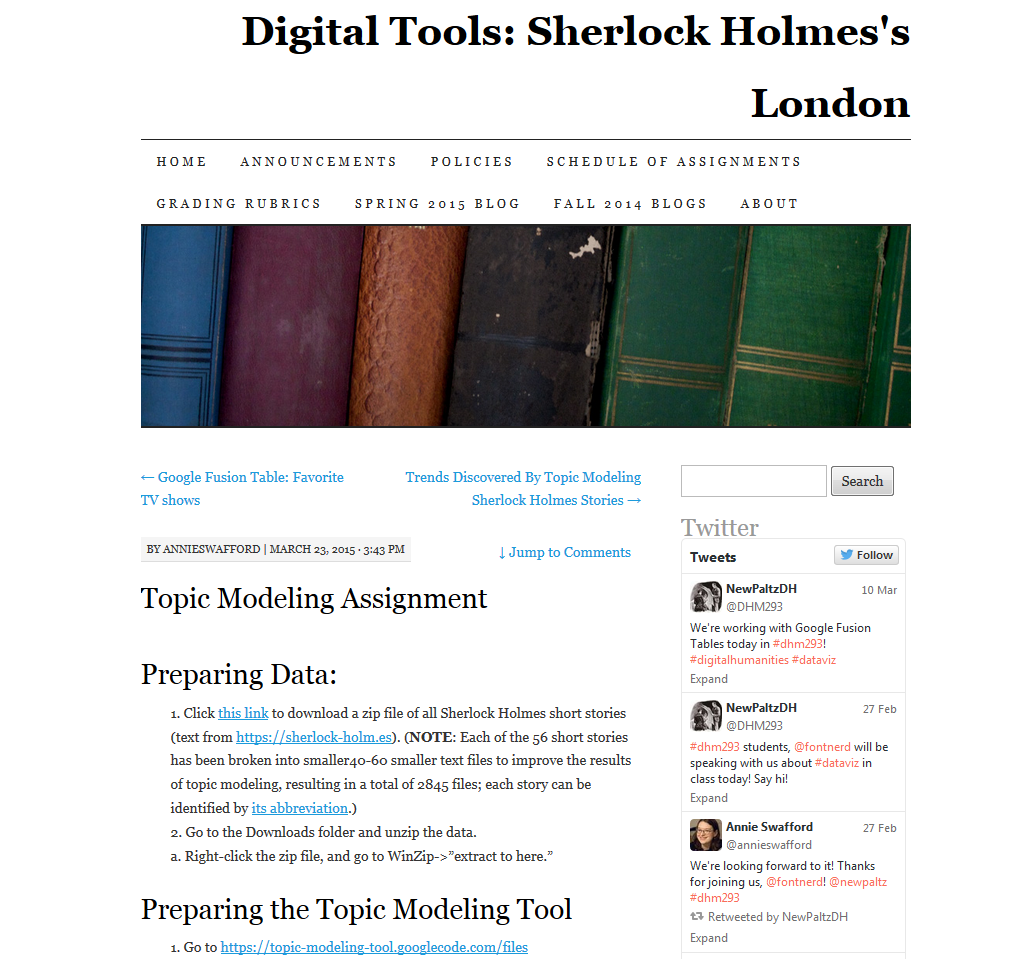 Digital Tools: Sherlock Holmes's
London
HOME ANNOUNCEMENTS POLICIES SCHEDULE OF ASSIGNMENTS
GRADING RUBRICS SPRING 2015 BLOG FALL 2014 BLOGS ABOUT
← Google Fusion Table: Favorite
TV shows
Trends Discovered By Topic Modeling
Sherlock Holmes Stories →
BY ANNIESWAFFORD | MARCH 23, 2015 · 3:43 PM
↓ Jump to Comments
Topic Modeling Assignment
Preparing Data:
1. Click this link to download a zip file of all Sherlock Holmes short stories
(text from https://sherlock-holm.es). (NOTE: Each of the 56 short stories
has been broken into smaller40-60 smaller text files to improve the results
of topic modeling, resulting in a total of 2845 files; each story can be
identified by its abbreviation.)
2. Go to the Downloads folder and unzip the data.
a. Right-click the zip file, and go to WinZip->”extract to here.”
Preparing the Topic Modeling Tool
1. Go to https://topic-modeling-tool.googlecode.com/files
Search
Twitter
Tweets Follow
NewPaltzDH 10 Mar
@DHM293
We're working with Google Fusion
Tables today in #dhm293!
#digitalhumanities #dataviz
Expand
NewPaltzDH 27 Feb
@DHM293
#dhm293 students, @fontnerd will be
speaking with us about #dataviz in
class today! Say hi!
Expand
Annie Swafford 27 Feb
@annieswafford
We're looking forward to it! Thanks
for joining us, @fontnerd! @newpaltz
#dhm293
Retweeted by NewPaltzDH
Expand